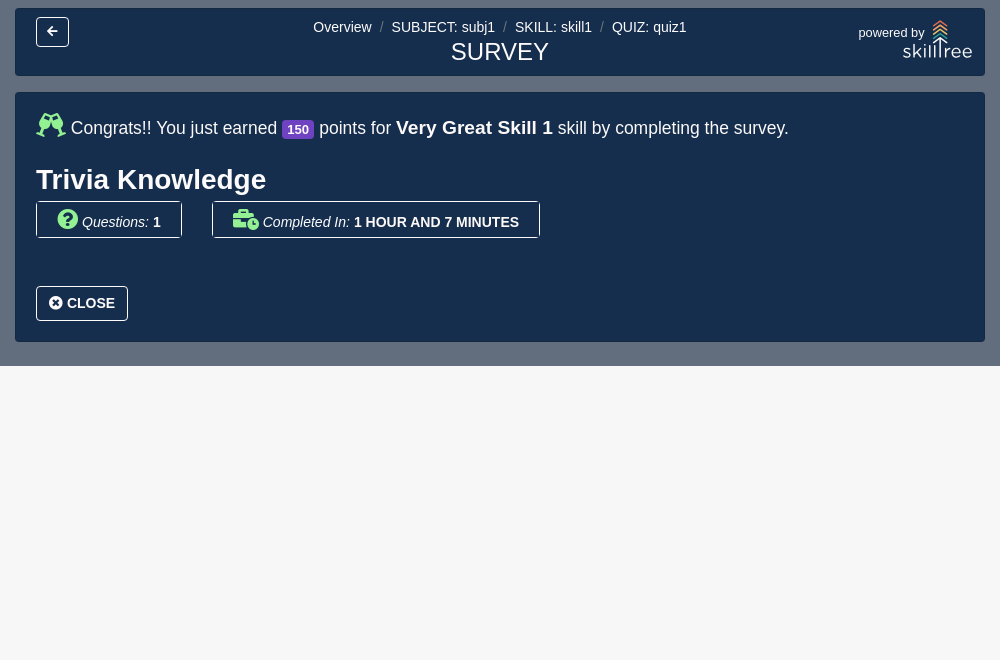 Overview / SUBJECT: subj1 / SKILL: skill1 / QUIZ: quiz1
SURVEY
powered by
skilltree
Congrats!! You just earned 150 points for Very Great Skill 1 skill by completing the survey.
Trivia Knowledge
Questions: 1
Completed In: 1 HOUR AND 7 MINUTES
CLOSE